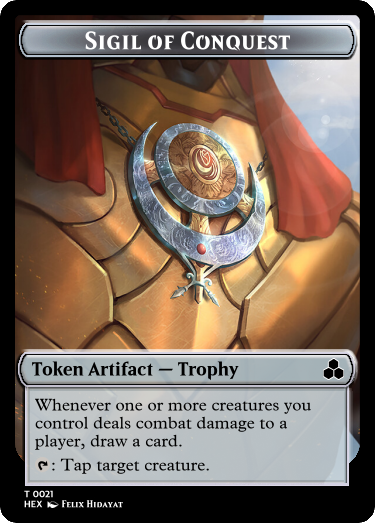 Sigil of Conquest
Token Artifact — Trophy
Whenever one or more creatures you
control deals combat damage to a
player, draw a card.
: Tap target creature.
T 0021
HEX Felix Hidayat